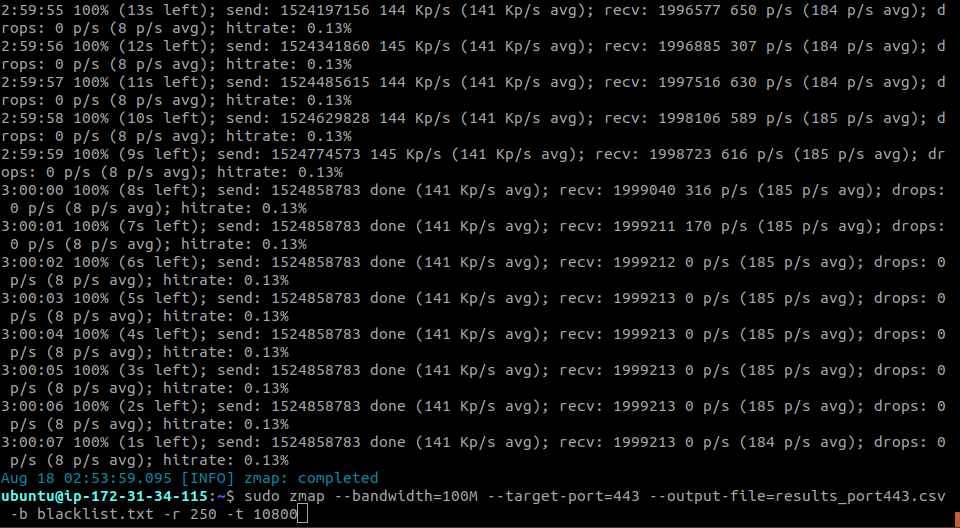 2:59:55 100% (13s left); send: 1524197156 144 Kp/s (141 Kp/s avg); recv: 1996577 650 p/s (184 p/s avg); d
rops: 0 p/s (8 p/s avg); hitrate: 0.13%
2:59:56 100% (12s left); send: 1524341860 145 Kp/s (141 Kp/s avg); recv: 1996885 307 p/s (184 p/s avg); d
rops: 0 p/s (8 p/s avg); hitrate: 0.13%
2:59:57 100% (11s left); send: 1524485615 144 Kp/s (141 Kp/s avg); recv: 1997516 630 p/s (184 p/s avg); d
rops: 0 p/s (8 p/s avg); hitrate: 0.13%
2:59:58 100% (10s left); send: 1524629828 144 Kp/s (141 Kp/s avg); recv: 1998106 589 p/s (185 p/s avg); d
rops: 0 p/s (8 p/s avg); hitrate: 0.13%
2:59:59 100% (9s left); send: 1524774573 145 Kp/s (141 Kp/s avg); recv: 1998723 616 p/s (185 p/s avg); dr
ops: 0 p/s (8 p/s avg); hitrate: 0.13%
3:00:00 100% (8s left); send: 1524858783 done (141 Kp/s avg); recv: 1999040 316 p/s (185 p/s avg); drops:
 0 p/s (8 p/s avg); hitrate: 0.13%
3:00:01 100% (7s left); send: 1524858783 done (141 Kp/s avg); recv: 1999211 170 p/s (185 p/s avg); drops:
 0 p/s (8 p/s avg); hitrate: 0.13%
3:00:02 100% (6s left); send: 1524858783 done (141 Kp/s avg); recv: 1999212 0 p/s (185 p/s avg); drops: 0
 p/s (8 p/s avg); hitrate: 0.13%
3:00:03 100% (5s left); send: 1524858783 done (141 Kp/s avg); recv: 1999213 0 p/s (185 p/s avg); drops: 0
 p/s (8 p/s avg); hitrate: 0.13%
3:00:04 100% (4s left); send: 1524858783 done (141 Kp/s avg); recv: 1999213 0 p/s (185 p/s avg); drops: 0
 p/s (8 p/s avg); hitrate: 0.13%
3:00:05 100% (3s left); send: 1524858783 done (141 Kp/s avg); recv: 1999213 0 p/s (185 p/s avg); drops: 0
 p/s (8 p/s avg); hitrate: 0.13%
3:00:06 100% (2s left); send: 1524858783 done (141 Kp/s avg); recv: 1999213 0 p/s (185 p/s avg); drops: 0
 p/s (8 p/s avg); hitrate: 0.13%
3:00:07 100% (1s left); send: 1524858783 done (141 Kp/s avg); recv: 1999213 0 p/s (184 p/s avg); drops: 0
 p/s (8 p/s avg); hitrate: 0.13%
Aug 18 02:53:59.095 [INFO] zmap: completed
ubuntu@ip-172-31-34-115:~$ sudo zmap --bandwidth=100M --target-port=443 --output-file=results_port443.csv
 -b blacklist.txt -r 250 -t 10800